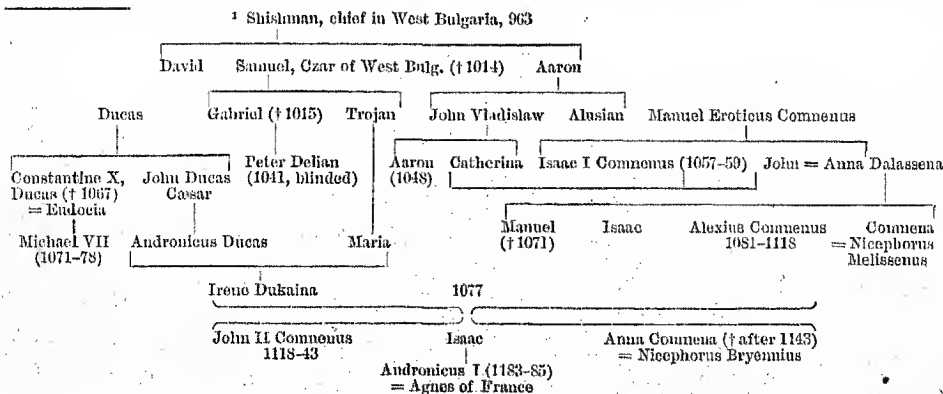 ¹ Shishman, chief in West Bulgaria, 963
David Samuel, Czar of West Bulg. († 1014) Aaron
Ducas Gabriel († 1015) Trojan John Vladislaw Alusian Manuel Eroticus Comnenus
Constantine X, John Ducas Peter Delian Aaron Catherina Isaac I Comnenus (1057–59) John = Anna Dalassena
Ducas († 1067) Cæsar (1041, blinded) (1048)
= Eudocia
Michael VII Andronicus Ducas Maria Manuel Isaac Alexius Comnenus Comnena
(1071–78) († 1071) 1081–1118 = Nicephorus
Melissenus
Irene Dukaina 1077
John II Comnenus Isaac Anna Comnena († after 1143)
1118–43 = Nicephorus Bryennius
Andronicus I (1183–85)
= Agnes of France